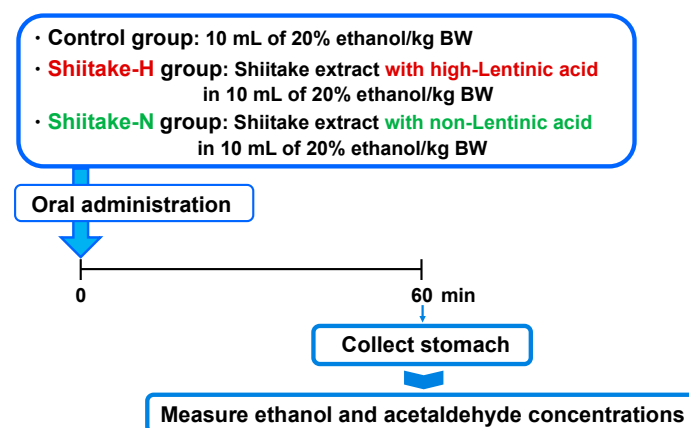 · Control group: 10 mL of 20% ethanol/kg BW
· Shiitake-H group: Shiitake extract with high-Lentinic acid
in 10 mL of 20% ethanol/kg BW
· Shiitake-N group: Shiitake extract with non-Lentinic acid
in 10 mL of 20% ethanol/kg BW
Oral administration
0 60 min
Collect stomach
Measure ethanol and acetaldehyde concentrations